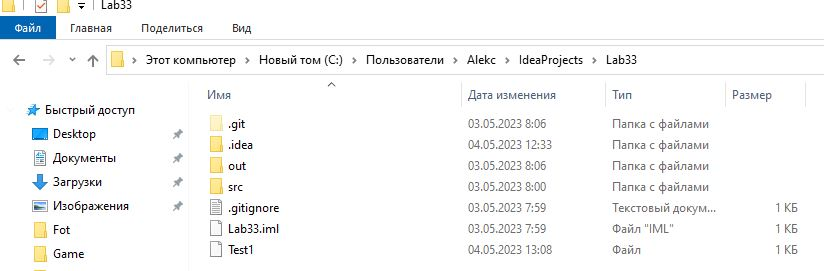 Lab33
Файл Главная Поделиться Вид
Этот компьютер Новый том (C:) Пользователи Alekc IdeaProjects Lab33
Имя Дата изменения Тип Размер
Быстрый доступ
Desktop
Документы
Загрузки
Изображения
Fot
Game
.git 03.05.2023 8:06 Папка с файлами
.idea 04.05.2023 12:33 Папка с файлами
out 03.05.2023 8:06 Папка с файлами
src 03.05.2023 8:00 Папка с файлами
.gitignore 03.05.2023 7:59 Текстовый докум... 1 КБ
Lab33.iml 03.05.2023 7:59 Файл "IML" 1 КБ
Test1 04.05.2023 13:08 Файл 1 КБ